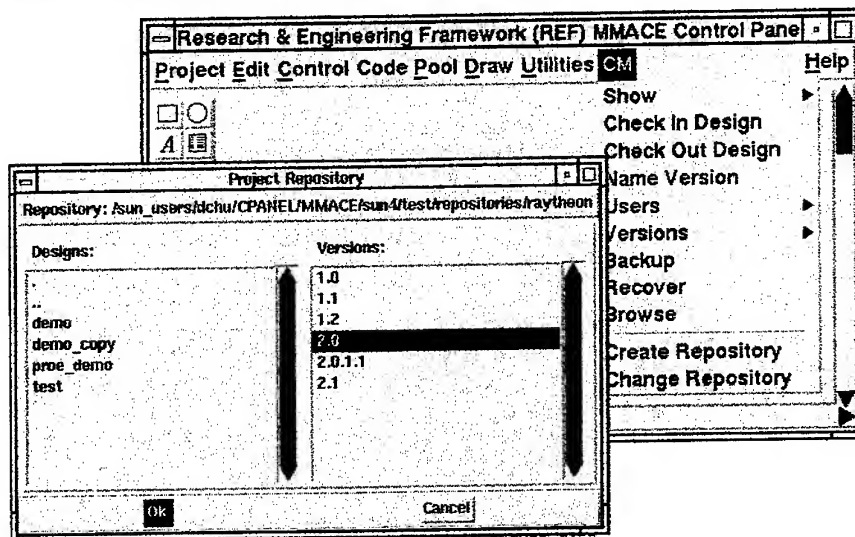 Research & Engineering Framework (REF) MMACE Control Pane
Project Edit Control Code Pool Draw Utilities CM Help
Show
A
Check In Design
Check Out Design
Name Version
Users
Versions
Backup
Recover
Browse
Create Repository
Change Repository
Project Repository
Repository: /sun_users/dchu/CPANEL/MMACE/sun4/test/repositories/raytheon
Designs:
.
..
demo
demo_copy
proe_demo
test
Versions:
1.0
1.1
1.2
2.0
2.0.1.1
2.1
Ok
Cancel